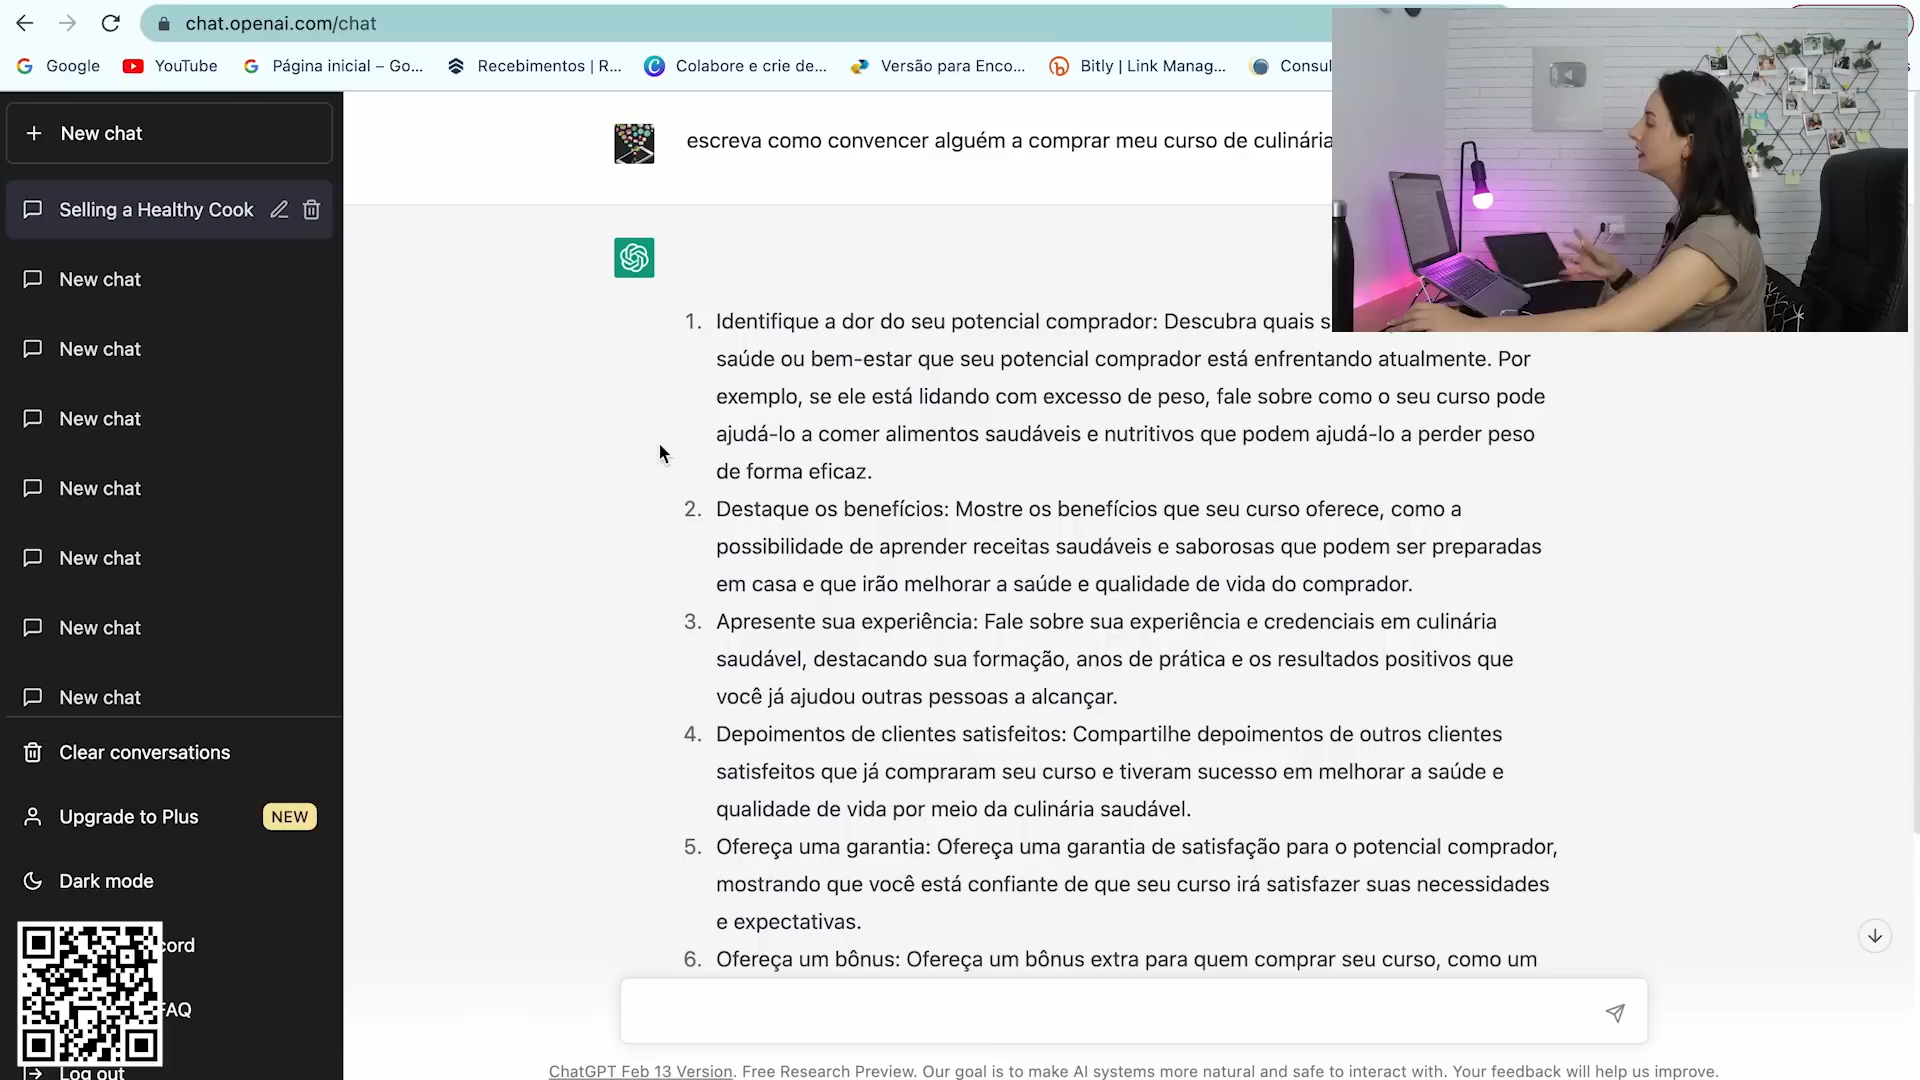 chat.openai.com/chat
Google
YouTube
Página inicial – Go...
Recebimentos | R...
Colabore e crie de...
Versão para Enco...
Bitly | Link Manag...
Consul
New chat
Selling a Healthy Cook
New chat
New chat
New chat
New chat
New chat
New chat
New chat
Clear conversations
Upgrade to Plus
NEW
Dark mode
cord
FAQ
Log out
escreva como convencer alguém a comprar meu curso de culinária
1. Identifique a dor do seu potencial comprador: Descubra quais s
saúde ou bem-estar que seu potencial comprador está enfrentando atualmente. Por
exemplo, se ele está lidando com excesso de peso, fale sobre como o seu curso pode
ajudá-lo a comer alimentos saudáveis e nutritivos que podem ajudá-lo a perder peso
de forma eficaz.
2. Destaque os benefícios: Mostre os benefícios que seu curso oferece, como a
possibilidade de aprender receitas saudáveis e saborosas que podem ser preparadas
em casa e que irão melhorar a saúde e qualidade de vida do comprador.
3. Apresente sua experiência: Fale sobre sua experiência e credenciais em culinária
saudável, destacando sua formação, anos de prática e os resultados positivos que
você já ajudou outras pessoas a alcançar.
4. Depoimentos de clientes satisfeitos: Compartilhe depoimentos de outros clientes
satisfeitos que já compraram seu curso e tiveram sucesso em melhorar a saúde e
qualidade de vida por meio da culinária saudável.
5. Ofereça uma garantia: Ofereça uma garantia de satisfação para o potencial comprador,
mostrando que você está confiante de que seu curso irá satisfazer suas necessidades
e expectativas.
6. Ofereça um bônus: Ofereça um bônus extra para quem comprar seu curso, como um
ChatGPT Feb 13 Version. Free Research Preview. Our goal is to make AI systems more natural and safe to interact with. Your feedback will help us improve.